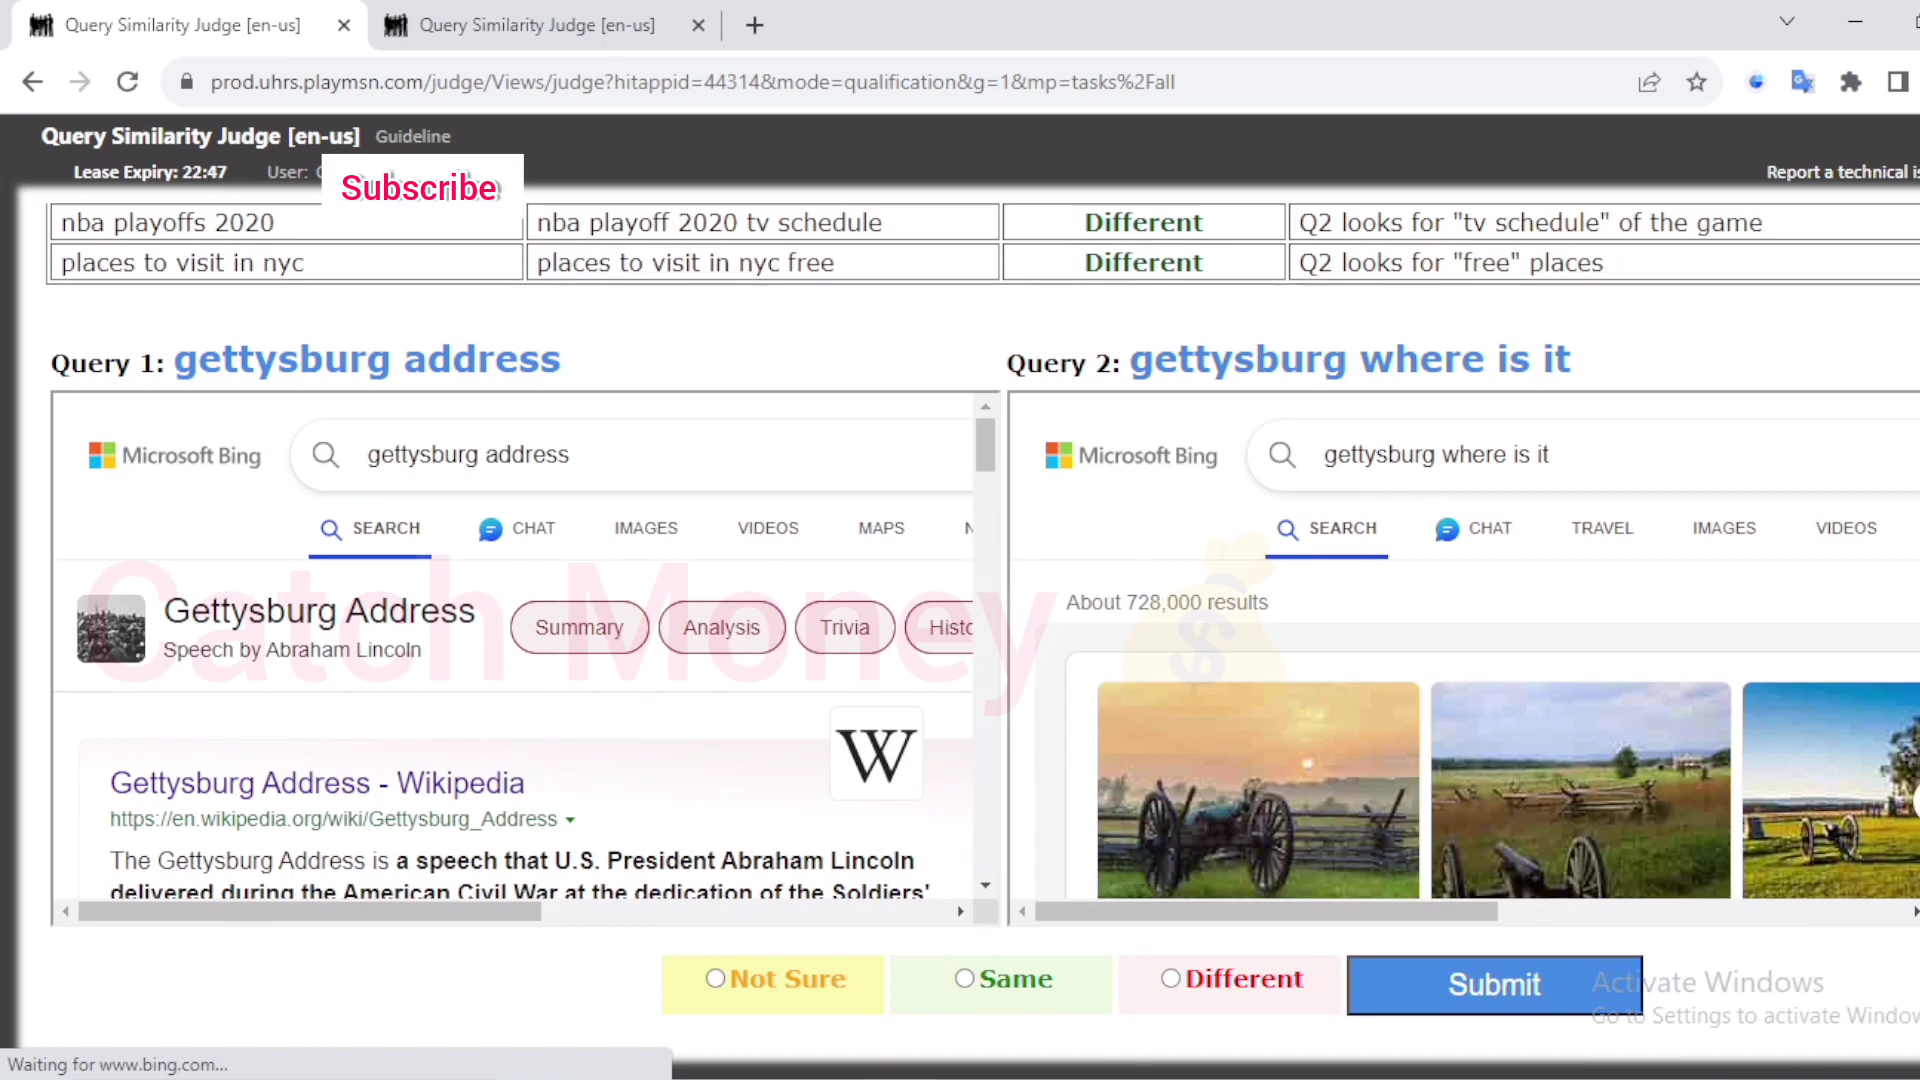 Query Similarity Judge [en-us]
Query Similarity Judge [en-us]
prod.uhrs.playmsn.com/judge/Views/judge?hitappid=44314&mode=qualification&g=1&mp=tasks%2Fall
Query Similarity Judge [en-us] Guideline
Lease Expiry: 22:47 User:
Report a technical
Subscribe
nba playoffs 2020 nba playoff 2020 tv schedule Different Q2 looks for "tv schedule" of the game
places to visit in nyc places to visit in nyc free Different Q2 looks for "free" places
Query 1: gettysburg address
Microsoft Bing gettysburg address
SEARCH CHAT IMAGES VIDEOS MAPS N
Gettysburg Address
Speech by Abraham Lincoln
Summary Analysis Trivia Histo
W
Gettysburg Address - Wikipedia
https://en.wikipedia.org/wiki/Gettysburg_Address
The Gettysburg Address is a speech that U.S. President Abraham Lincoln
delivered during the American Civil War at the dedication of the Soldiers'
Query 2: gettysburg where is it
Microsoft Bing gettysburg where is it
SEARCH CHAT TRAVEL IMAGES VIDEOS
About 728,000 results
Catch Money
$
Not Sure Same Different Submit
Activate Windows
Go to Settings to activate Window
Waiting for www.bing.com...